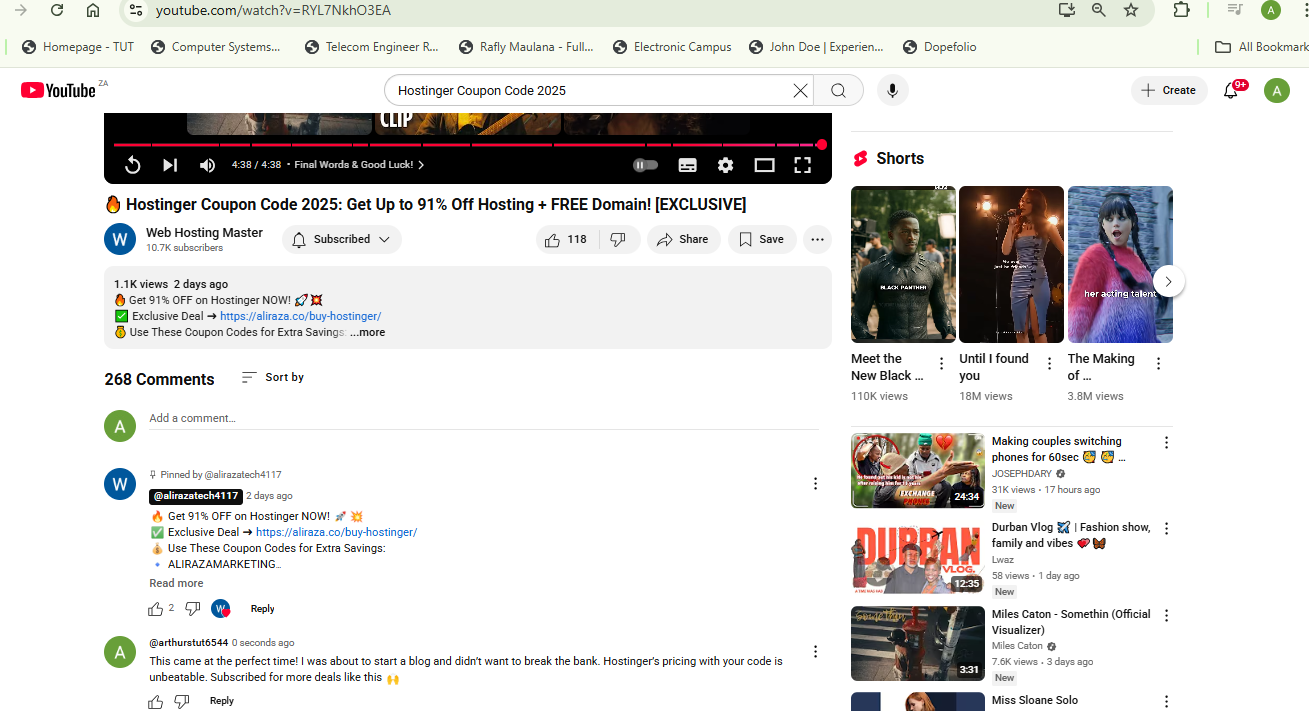 youtube.com/watch?v=RYL7NkhO3EA
A
Homepage - TUT
Computer Systems...
Telecom Engineer R...
Rafly Maulana - Full...
Electronic Campus
John Doe | Experien...
Dopefolio
All Bookmark
YouTube ZA
Hostinger Coupon Code 2025
Create
9+
A
CLIP
4:38 / 4:38 • Final Words & Good Luck!
🔥 Hostinger Coupon Code 2025: Get Up to 91% Off Hosting + FREE Domain! [EXCLUSIVE]
W
Web Hosting Master
10.7K subscribers
Subscribed
118
Share
Save
1.1K views 2 days ago
🔥 Get 91% OFF on Hostinger NOW! 🚀💥
✅ Exclusive Deal ➜ https://aliraza.co/buy-hostinger/
💰 Use These Coupon Codes for Extra Savings: ...more
268 Comments
Sort by
A
Add a comment...
W
Pinned by @alirazatech4117
@alirazatech4117 2 days ago
🔥 Get 91% OFF on Hostinger NOW! 🚀 💥
✅ Exclusive Deal ➜ https://aliraza.co/buy-hostinger/
💰 Use These Coupon Codes for Extra Savings:
🔹 ALIRAZAMARKETING...
Read more
2
W
Reply
A
@arthurstut6544 0 seconds ago
This came at the perfect time! I was about to start a blog and didn't want to break the bank. Hostinger's pricing with your code is
unbeatable. Subscribed for more deals like this 🙌
Reply
Shorts
BLACK PANTHER
her acting talent
Meet the
New Black ...
110K views
Until I found
you
18M views
The Making
of ...
3.8M views
EXCHANGE
PHONES
24:34
Making couples switching
phones for 60sec 🥰 🥰 ...
JOSEPHDARY
31K views • 17 hours ago
New
DURBAN
VLOG.
12:35
Durban Vlog ✈️ | Fashion show,
family and vibes 💖🦋
Lwaz
58 views • 1 day ago
New
Somethin
3:31
Miles Caton - Somethin (Official
Visualizer)
Miles Caton
7.6K views • 3 days ago
New
Miss Sloane Solo